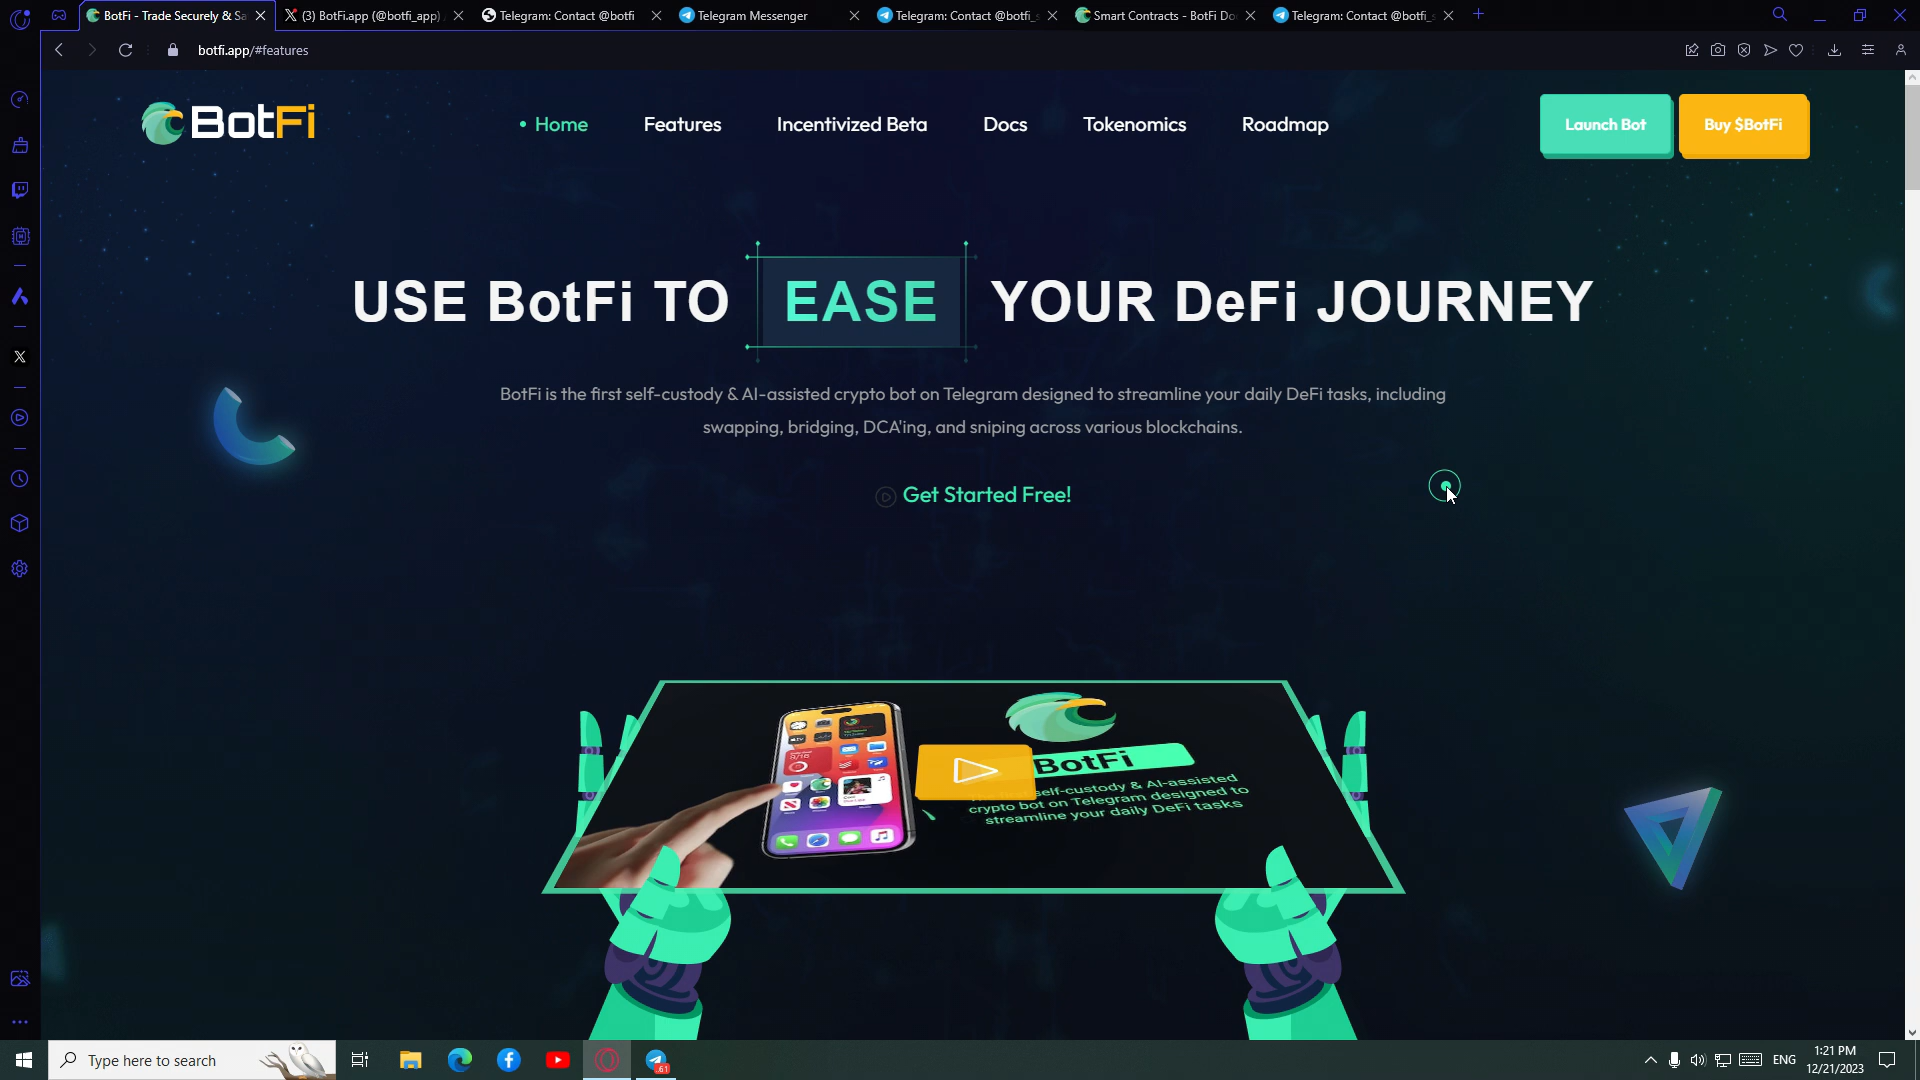 BotFi - Trade Securely & Sa
(3) BotFi.app (@botfi_app)
Telegram: Contact @botfi
Telegram Messenger
Telegram: Contact @botfi_s
Smart Contracts - BotFi Do
Telegram: Contact @botfi_s
botfi.app/#features
BotFi
Home
Features
Incentivized Beta
Docs
Tokenomics
Roadmap
Launch Bot
Buy $BotFi
USE BotFi TO EASE YOUR DeFi JOURNEY
BotFi is the first self-custody & AI-assisted crypto bot on Telegram designed to streamline your daily DeFi tasks, including
swapping, bridging, DCA'ing, and sniping across various blockchains.
Get Started Free!
BotFi
first self-custody & AI-assisted
crypto bot on Telegram designed to
streamline your daily DeFi tasks
Type here to search
61
ENG
1:21 PM
12/21/2023